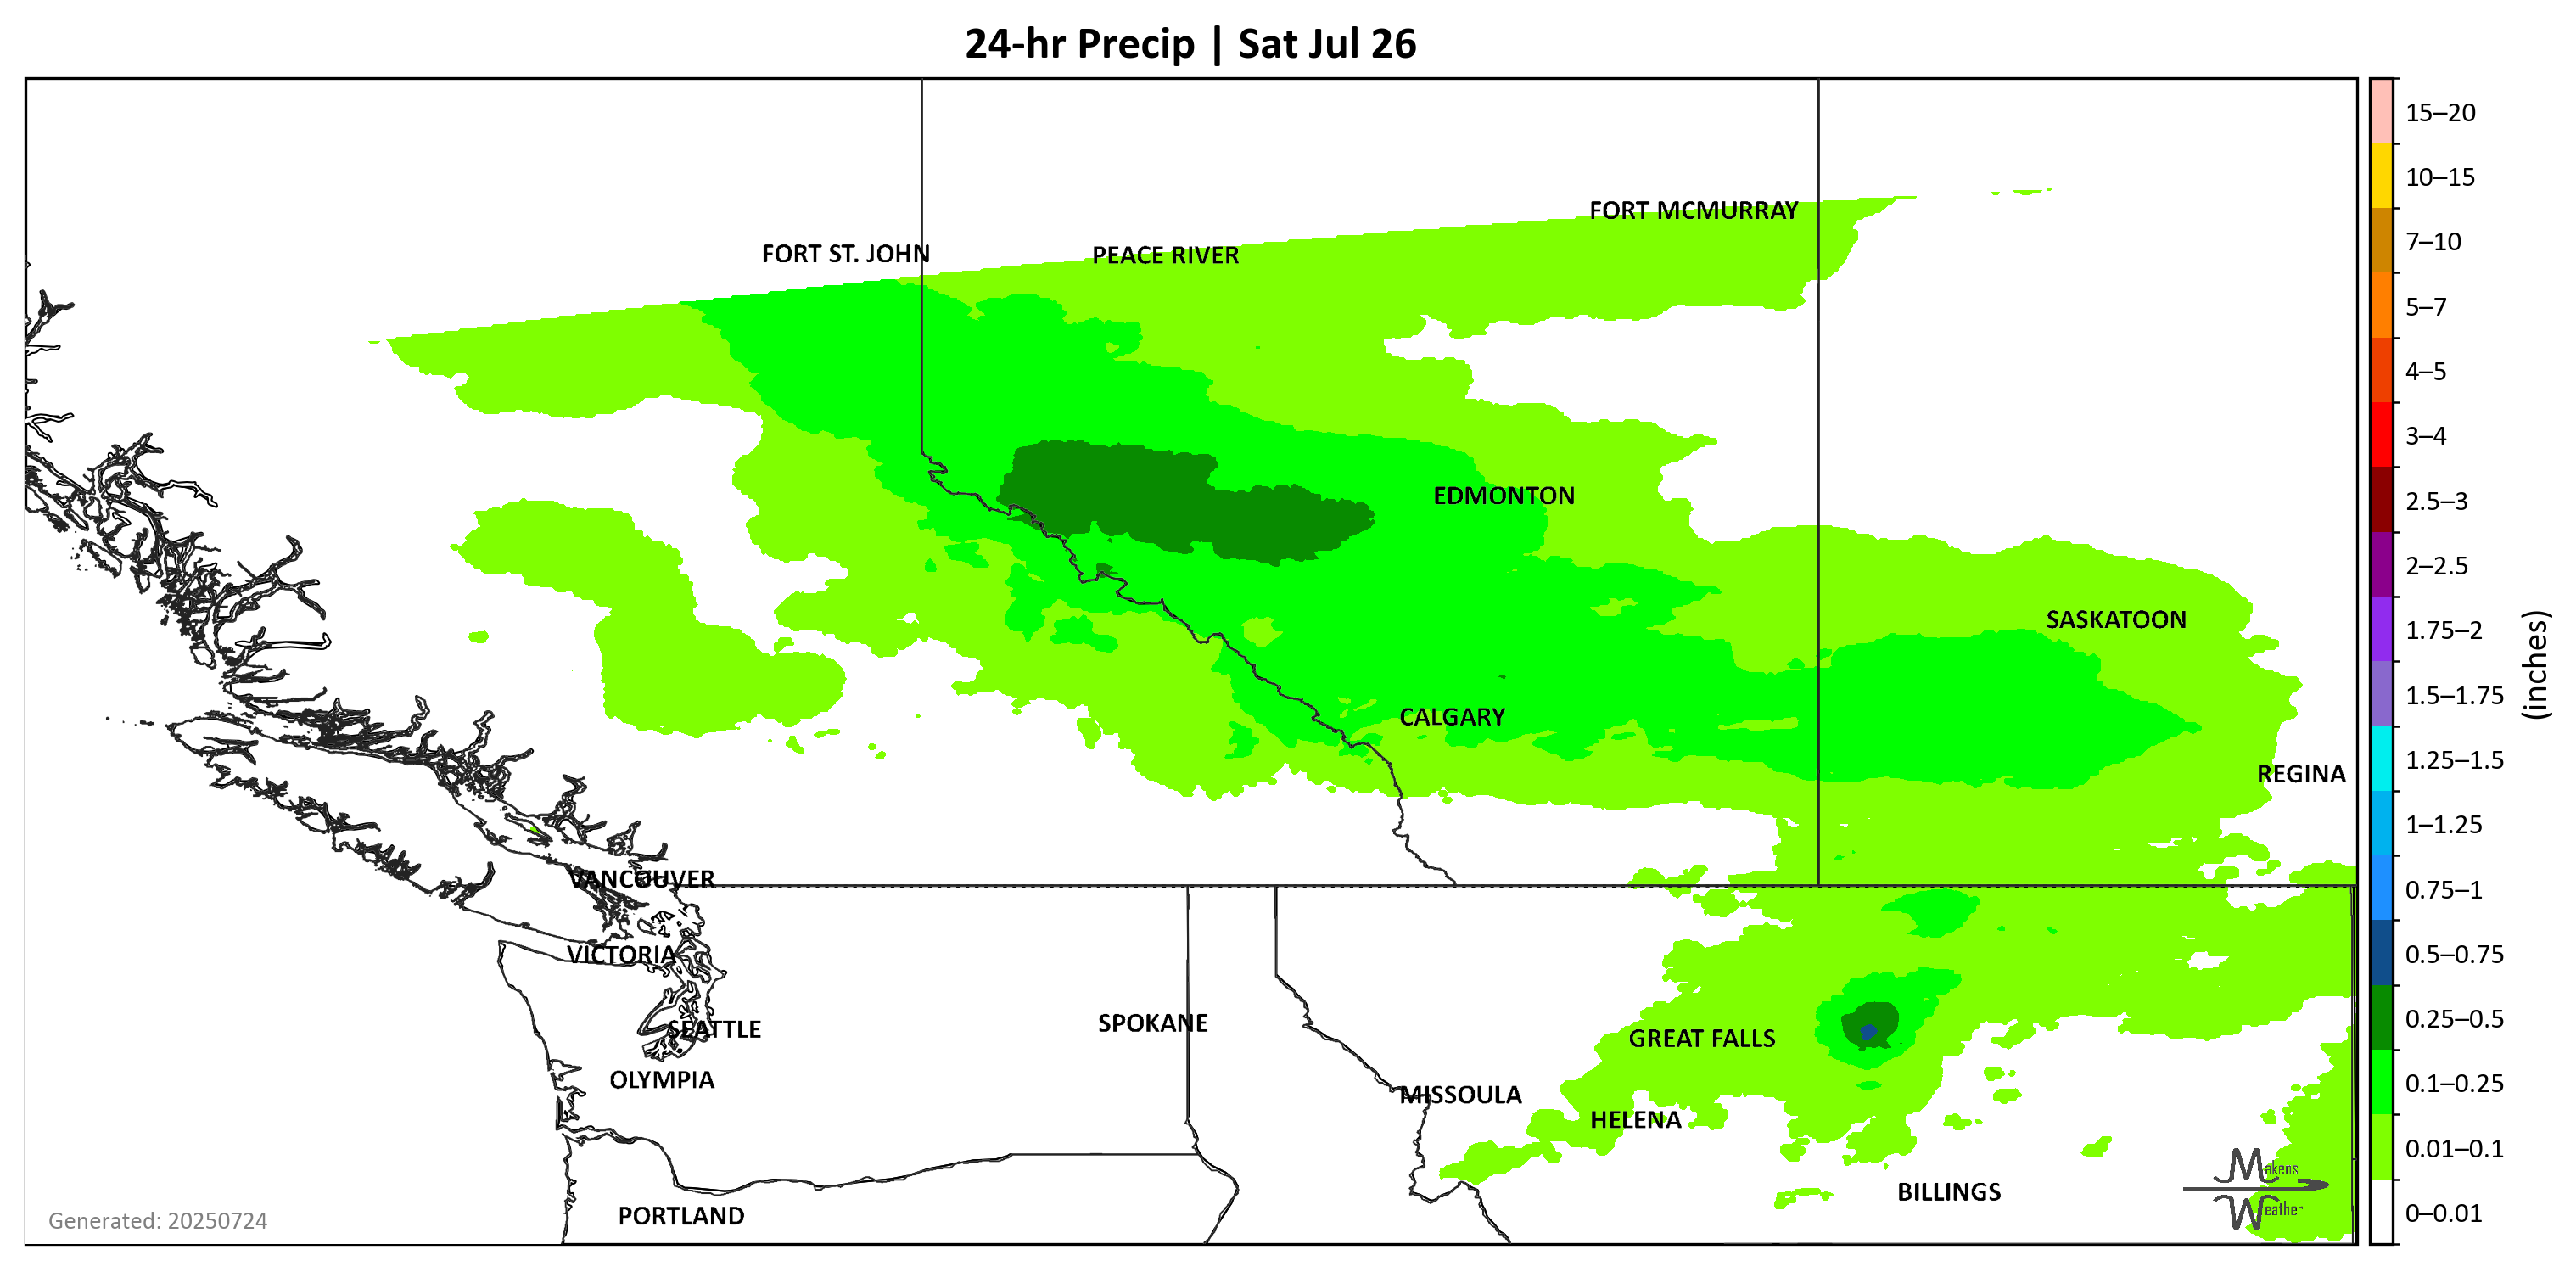 24-hr Precip | Sat Jul 26
15–20
10–15
7–10
5–7
4–5
3–4
2.5–3
2–2.5
1.75–2
1.5–1.75
1.25–1.5
1–1.25
0.75–1
0.5–0.75
0.25–0.5
0.1–0.25
0.01–0.1
0–0.01
(inches)
FORT MCMURRAY
FORT ST. JOHN
PEACE RIVER
EDMONTON
SASKATOON
CALGARY
REGINA
VANCOUVER
VICTORIA
SEATTLE
SPOKANE
GREAT FALLS
OLYMPIA
MISSOULA
HELENA
BILLINGS
PORTLAND
Makens
Weather
Generated: 20250724